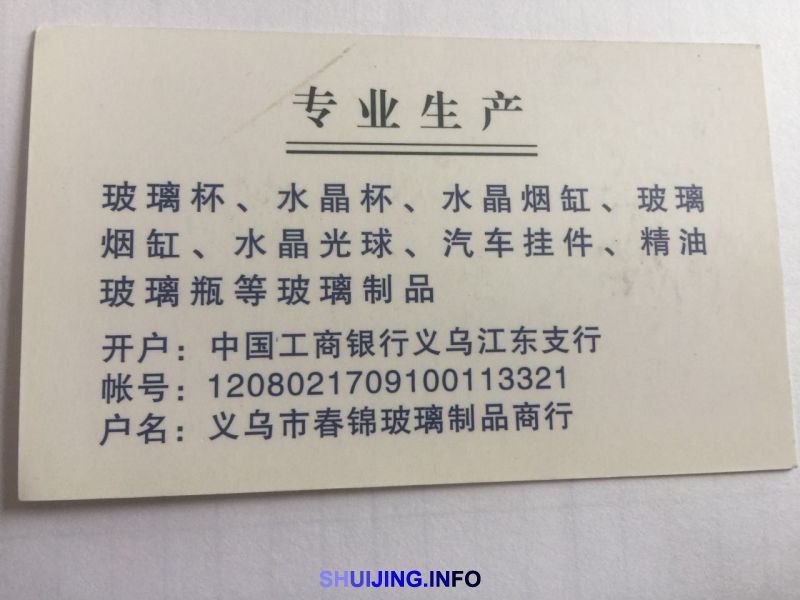 专业生产
玻璃杯、水晶杯、水晶烟缸、玻璃
烟缸、水晶光球、汽车挂件、精油
玻璃瓶等玻璃制品
开户：中国工商银行义乌江东支行
帐号：1208021709100113321
户名：义乌市春锦玻璃制品商行
SHUIJING.INFO